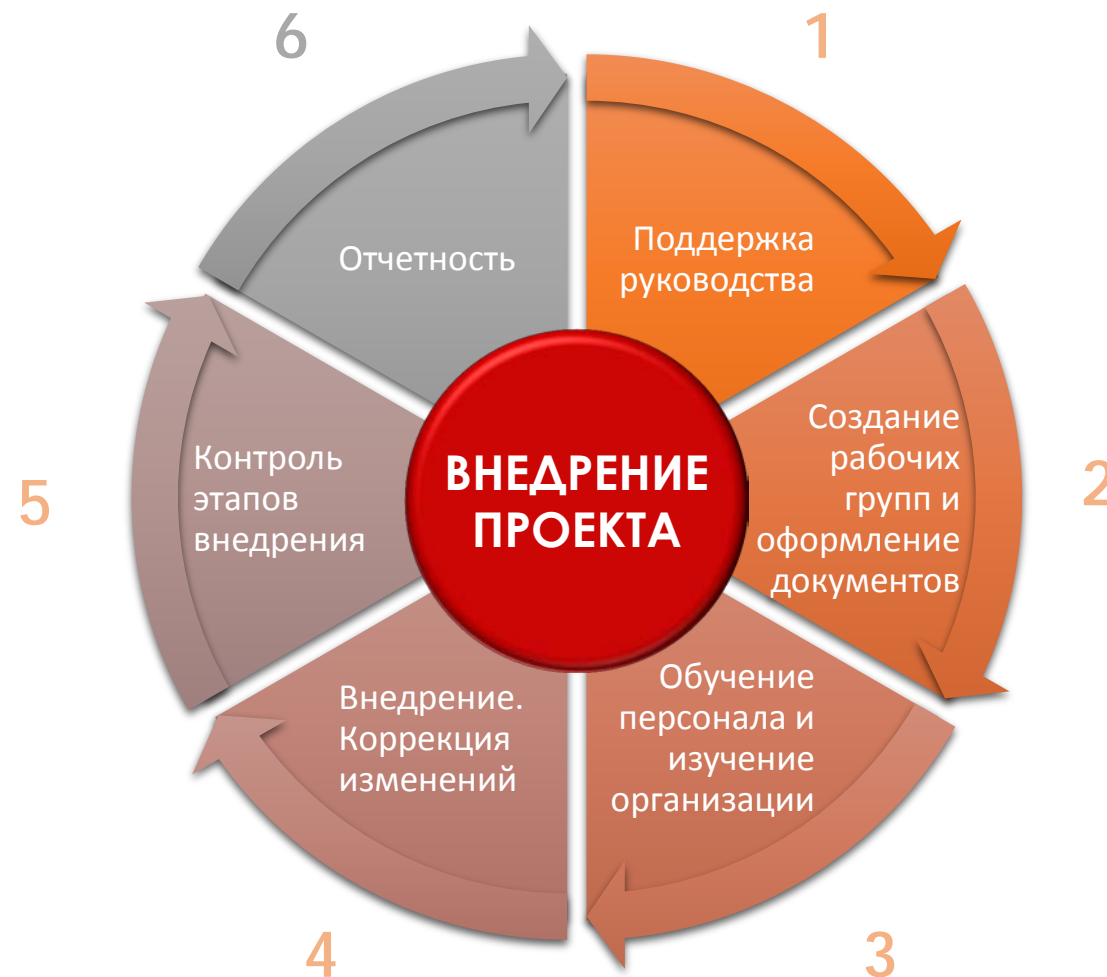 6
1
Отчетность
Поддержка
руководства
Создание
рабочих
групп и
оформление
документов
2
Контроль
этапов
внедрения
5
ВНЕДРЕНИЕ
ПРОЕКТА
Обучение
персонала и
изучение
организации
Внедрение.
Коррекция
изменений
4
3